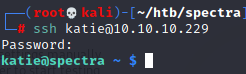 ┌──(root💀kali)-[~/htb/spectra]
└─# ssh katie@10.10.10.229
Password:
katie@spectra ~ $